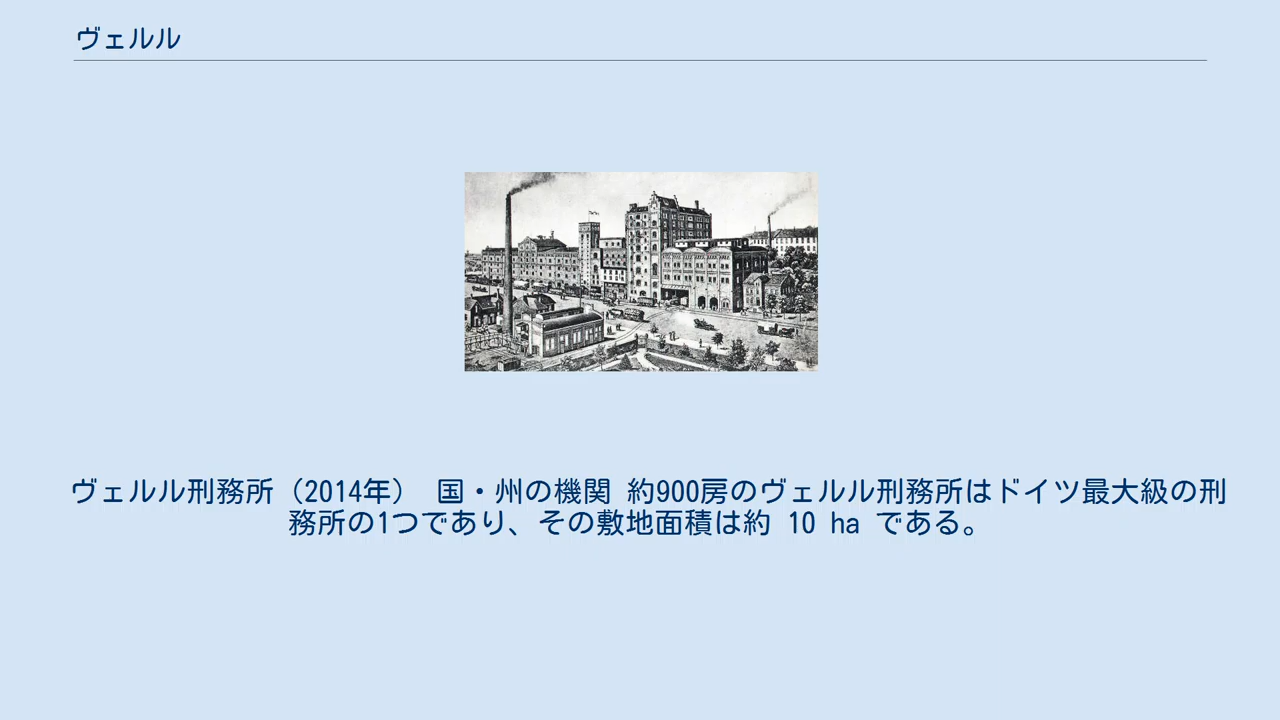 ヴェルル
ヴェルル刑務所（2014年） 国・州の機関 約900房のヴェルル刑務所はドイツ最大級の刑
務所の1つであり、その敷地面積は約 10 ha である。